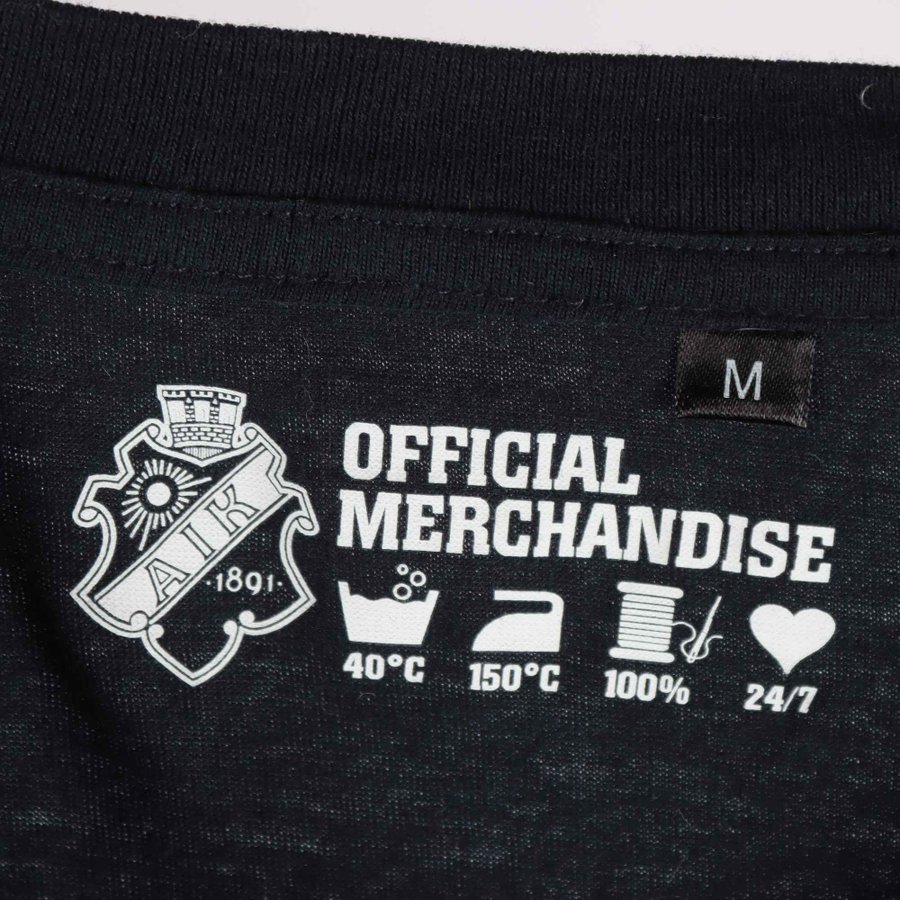 M
AIK
·1891·
OFFICIAL
MERCHANDISE
40°C
150°C
100%
24/7